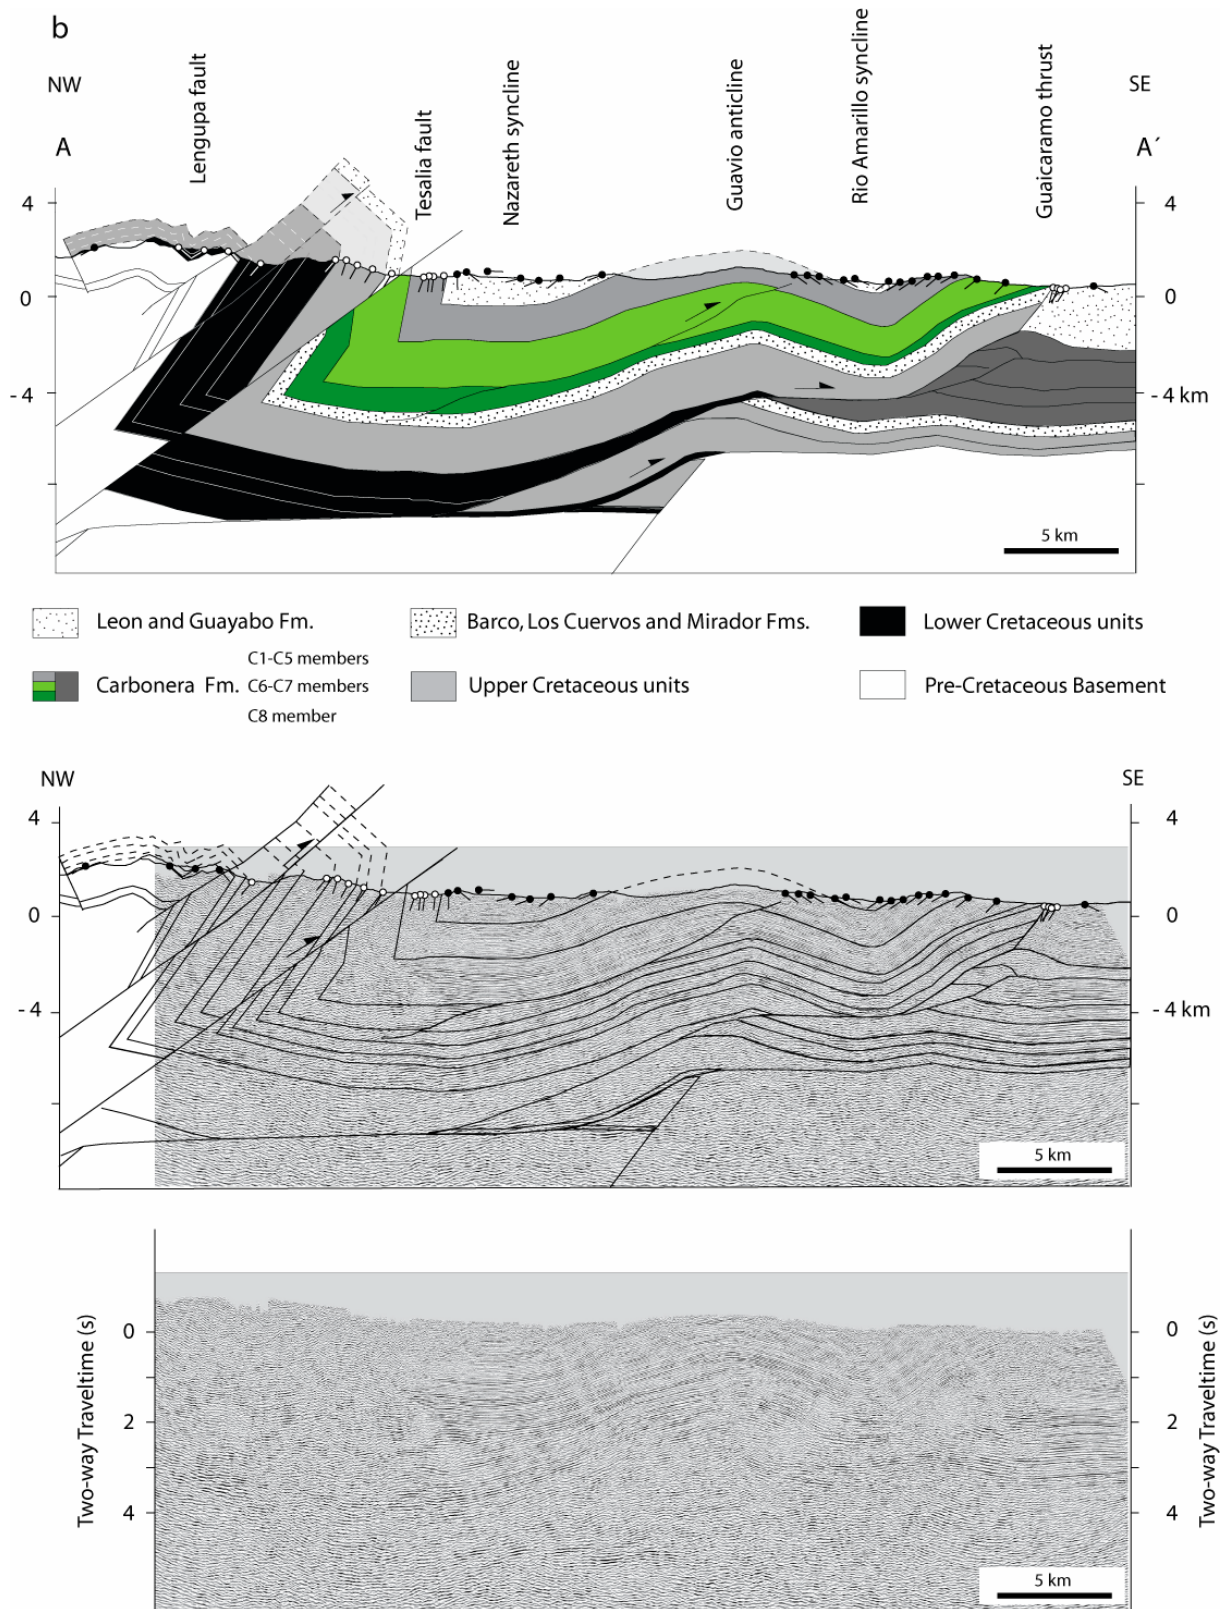 b
NW
SE
A
A´
Lengupa fault
Tesalia fault
Nazareth syncline
Guavio anticline
Rio Amarillo syncline
Guaicaramo thrust
4
0
- 4
4
0
- 4 km
5 km
Leon and Guayabo Fm.
Barco, Los Cuervos and Mirador Fms.
Lower Cretaceous units
Carbonera Fm.
C1-C5 members
C6-C7 members
C8 member
Upper Cretaceous units
Pre-Cretaceous Basement
NW
SE
4
0
- 4
4
0
- 4 km
5 km
Two-way Traveltime (s)
0
2
4
0
2
4
Two-way Traveltime (s)
5 km